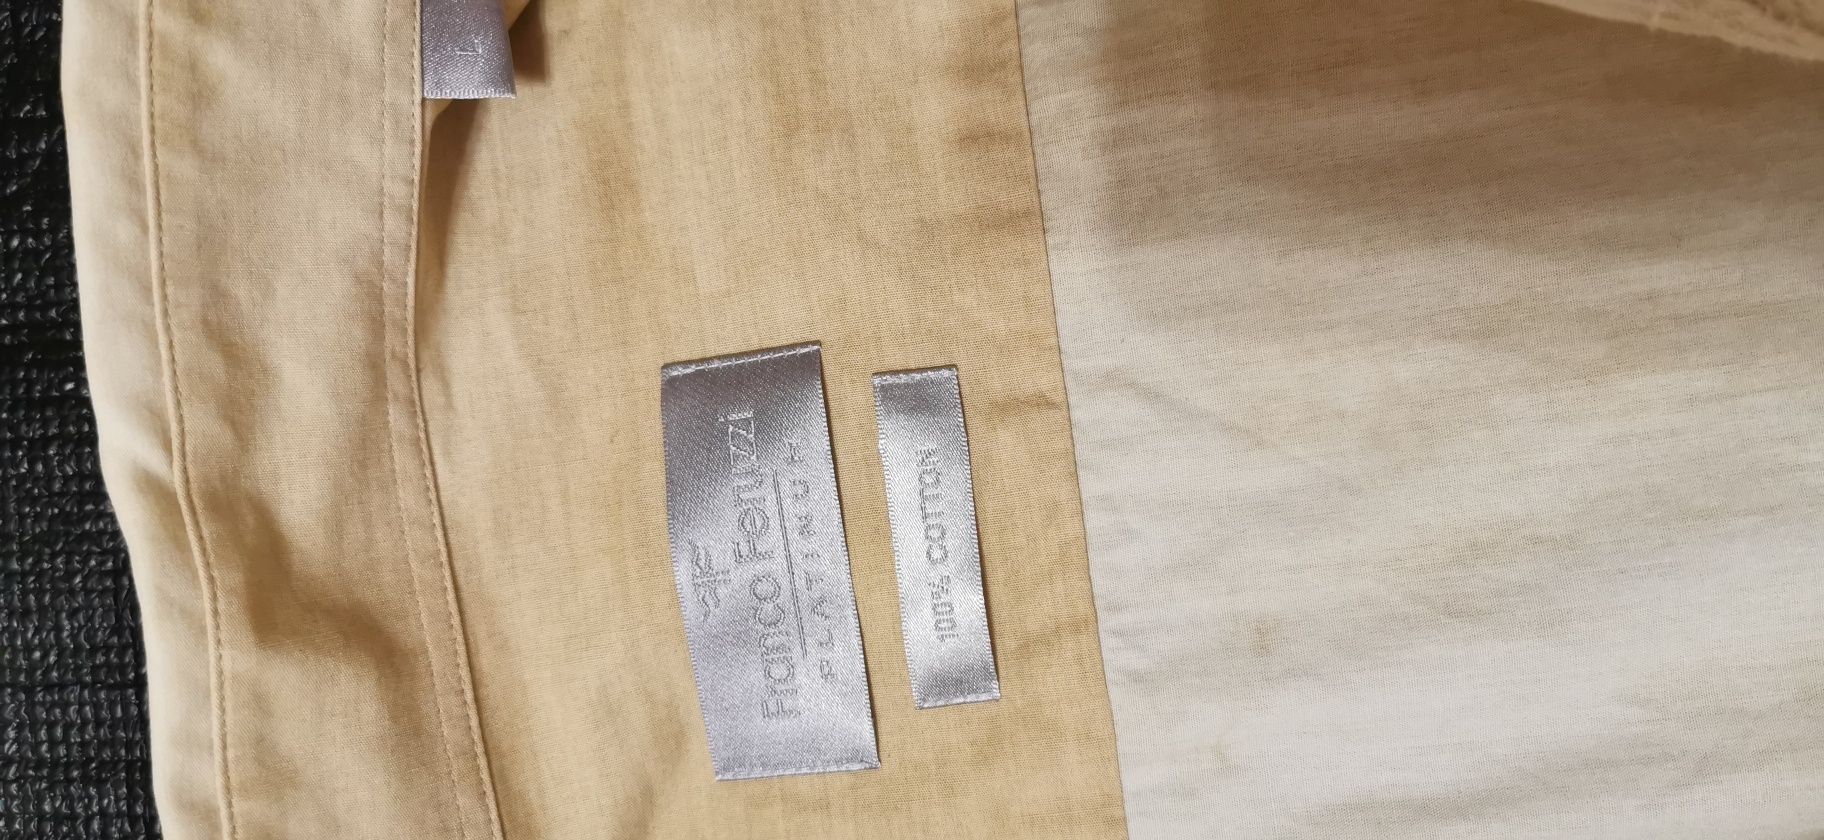 L
Franco Feruzzi
PLATINUM
100% COTTON